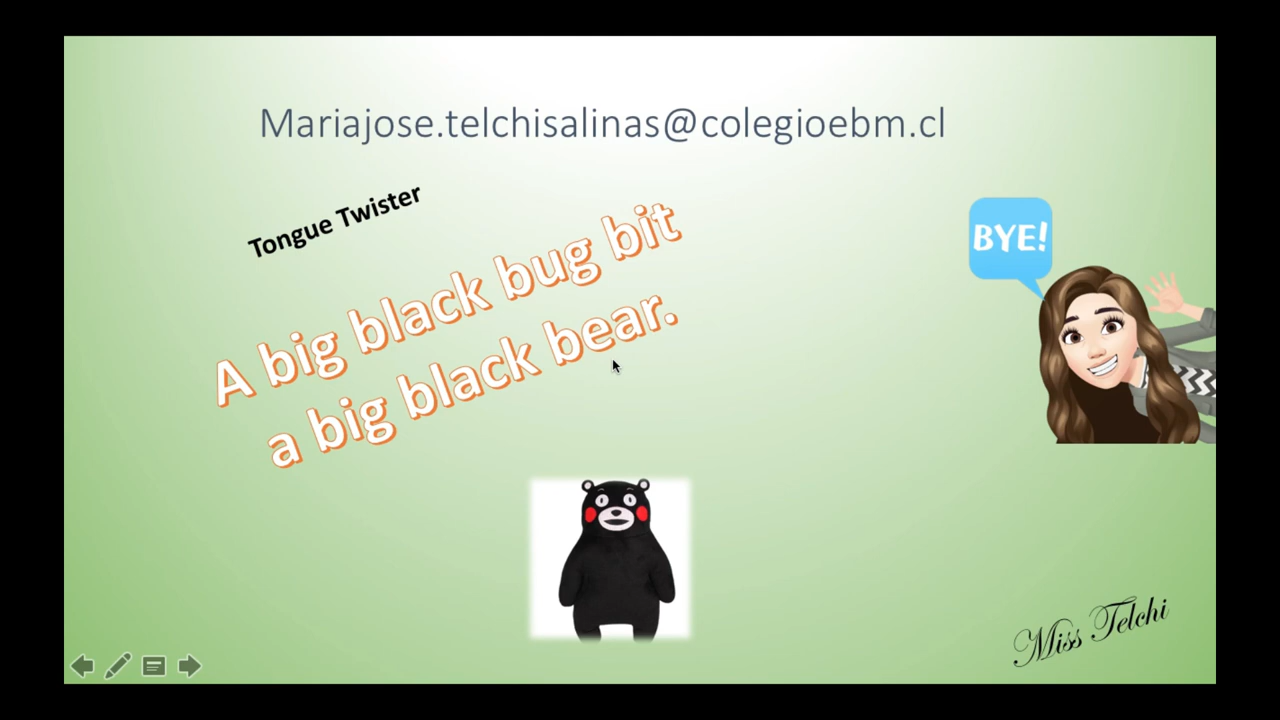 Mariajose.telchisalinas@colegioebm.cl
Tongue Twister
A big black bug bit
a big black bear.
BYE!
Miss Telchi